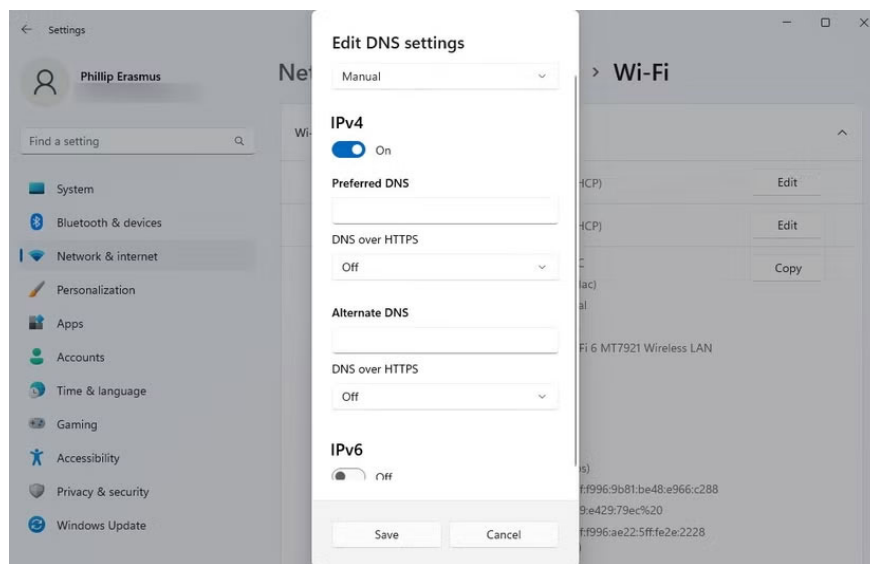 Settings
Phillip Erasmus
Find a setting
System
Bluetooth & devices
Network & internet
Personalization
Apps
Accounts
Time & language
Gaming
Accessibility
Privacy & security
Windows Update
Net
> Wi-Fi
Wi-
HCP)
Edit
HCP)
Edit
Copy
lac)
al
Fi 6 MT7921 Wireless LAN
f:f996:9b81:be48:e966:c288
9:e429:79ec%20
f:f996:ae22:5ff:fe2e:2228
Edit DNS settings
Manual
IPv4
On
Preferred DNS
DNS over HTTPS
Off
Alternate DNS
DNS over HTTPS
Off
IPv6
Off
Save
Cancel